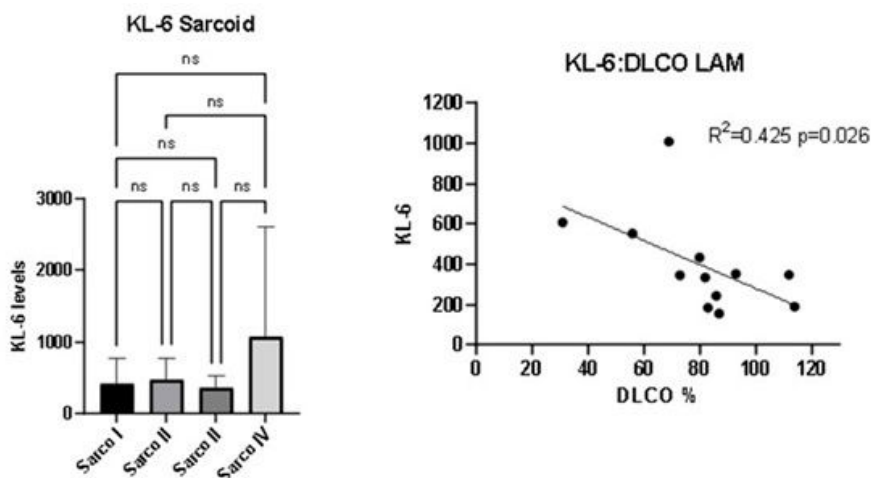 KL-6 Sarcoid
ns
ns
ns
ns
ns
ns
3000
2000
1000
0
KL-6 levels
Sarco I
Sarco II
Sarco II
Sarco IV
KL-6:DLCO LAM
R²=0.425 p=0.026
1200
1000
800
600
400
200
0
KL-6
0 20 40 60 80 100 120
DLCO %